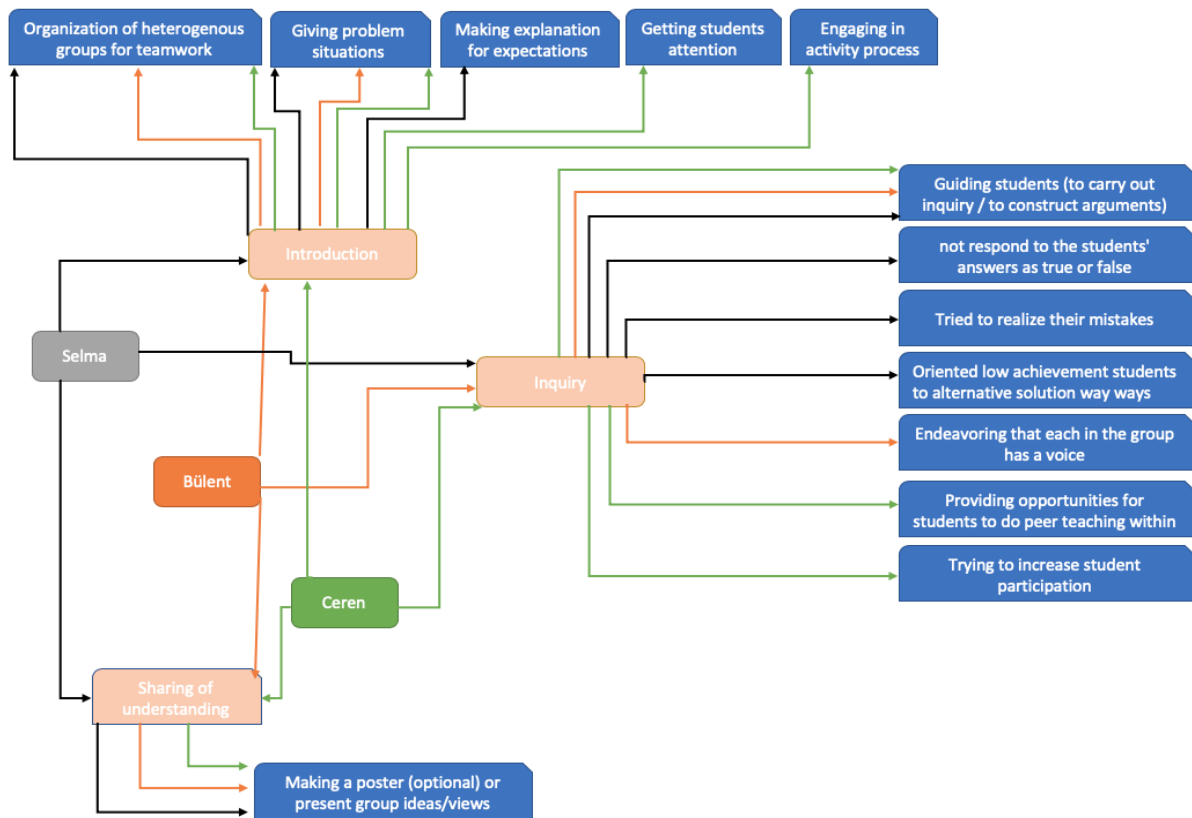 Organization of heterogenous
groups for teamwork
Giving problem
situations
Making explanation
for expectations
Getting students
attention
Engaging in
activity process
Guiding students (to carry out
inquiry / to construct arguments)
Introduction
not respond to the students'
answers as true or false
Tried to realize their mistakes
Selma
Inquiry
Oriented low achievement students
to alternative solution way ways
Endeavoring that each in the group
has a voice
Bülent
Providing opportunities for
students to do peer teaching within
Trying to increase student
participation
Ceren
Sharing of
understanding
Making a poster (optional) or
present group ideas/views